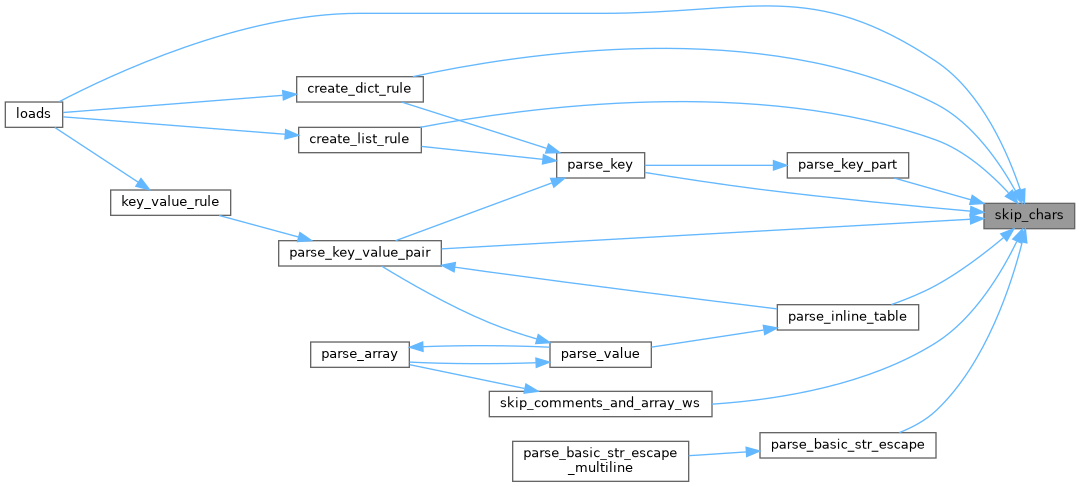 loads
create_dict_rule
create_list_rule
key_value_rule
parse_key
parse_key_part
skip_chars
parse_key_value_pair
parse_inline_table
parse_array
parse_value
skip_comments_and_array_ws
parse_basic_str_escape
parse_basic_str_escape
_multiline